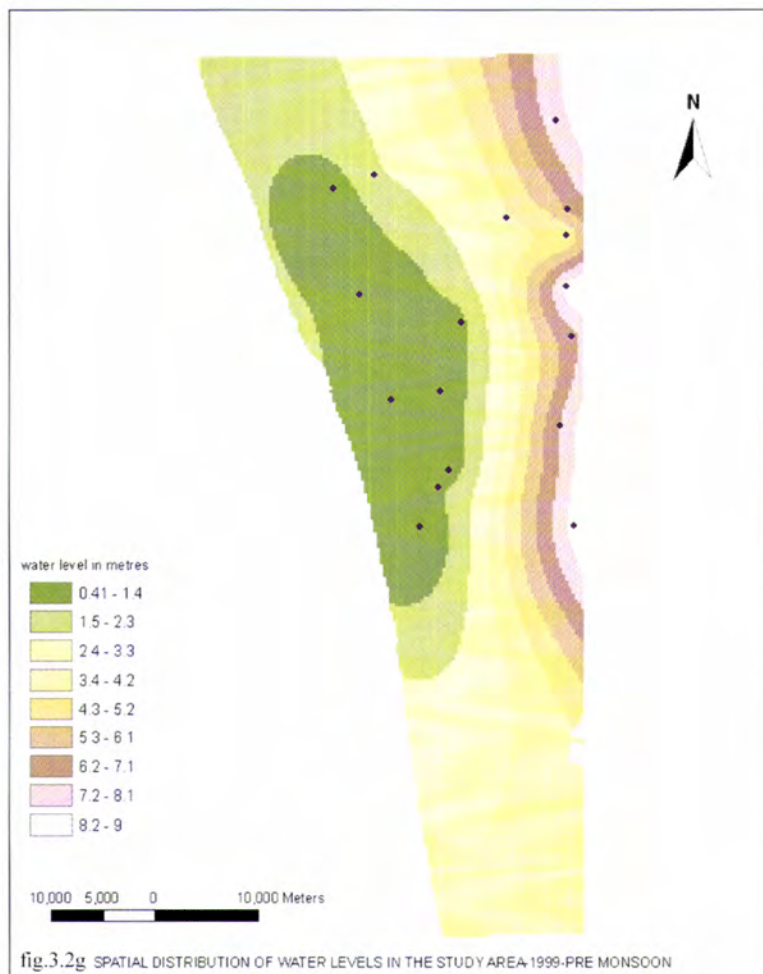 N
water level in metres
0.41 - 1.4
1.5 - 2.3
2.4 - 3.3
3.4 - 4.2
4.3 - 5.2
5.3 - 6.1
6.2 - 7.1
7.2 - 8.1
8.2 - 9
10,000 5,000 0 10,000 Meters
fig.3.2g SPATIAL DISTRIBUTION OF WATER LEVELS IN THE STUDY AREA-1999-PRE MONSOON